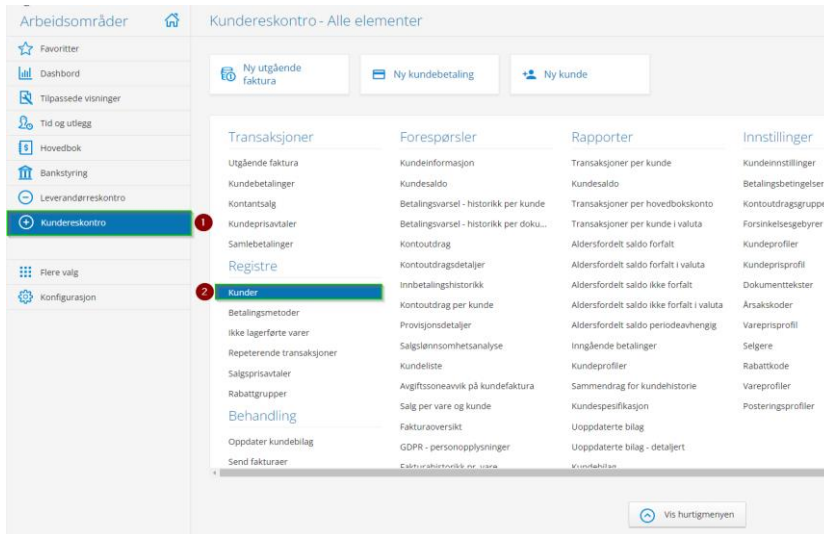 Arbeidsområder
Kundereskontro - Alle elementer
Favoritter
Dashbord
Tilpassede visninger
Tid og utlegg
Hovedbok
Bankstyring
Leverandørreskontro
Kundereskontro
Flere valg
Konfigurasjon
1
2
Ny utgående
faktura
Ny kundebetaling
Ny kunde
Transaksjoner
Utgående faktura
Kundebetalinger
Kontantsalg
Kundeprisavtaler
Samlebetalinger
Registre
Kunder
Betalingsmetoder
Ikke lagerførte varer
Repeterende transaksjoner
Salgsprisavtaler
Rabattgrupper
Behandling
Oppdater kundebilag
Send fakturaer
Forespørsler
Kundeinformasjon
Kundesaldo
Betalingsvarsel - historikk per kunde
Betalingsvarsel - historikk per doku...
Kontoutdrag
Kontoutdragsdetaljer
Innbetalingshistorikk
Kontoutdrag per kunde
Provisjonsdetaljer
Salgslønnsomhetsanalyse
Kundeliste
Avgiftssoneavvik på kundefaktura
Salg per vare og kunde
Fakturaoversikt
GDPR - personopplysninger
Fakturahistorikk pr. vare
Rapporter
Transaksjoner per kunde
Kundesaldo
Transaksjoner per hovedbokskonto
Transaksjoner per kunde i valuta
Aldersfordelt saldo forfalt
Aldersfordelt saldo forfalt i valuta
Aldersfordelt saldo ikke forfalt
Aldersfordelt saldo ikke forfalt i valuta
Aldersfordelt saldo periodeavhengig
Inngående betalinger
Kundeprofiler
Sammendrag for kundehistorie
Kundespesifikasjon
Uoppdaterte bilag
Uoppdaterte bilag - detaljert
Kundebilag
Innstillinger
Kundeinnstillinger
Betalingsbetingelser
Kontoutdragsgruppe
Forsinkelsesgebyrer
Kundeprofiler
Kundeprisprofil
Dokumenttekster
Årsakskoder
Vareprisprofil
Selgere
Rabattkode
Vareprofiler
Posteringsprofiler
Vis hurtigmenyen